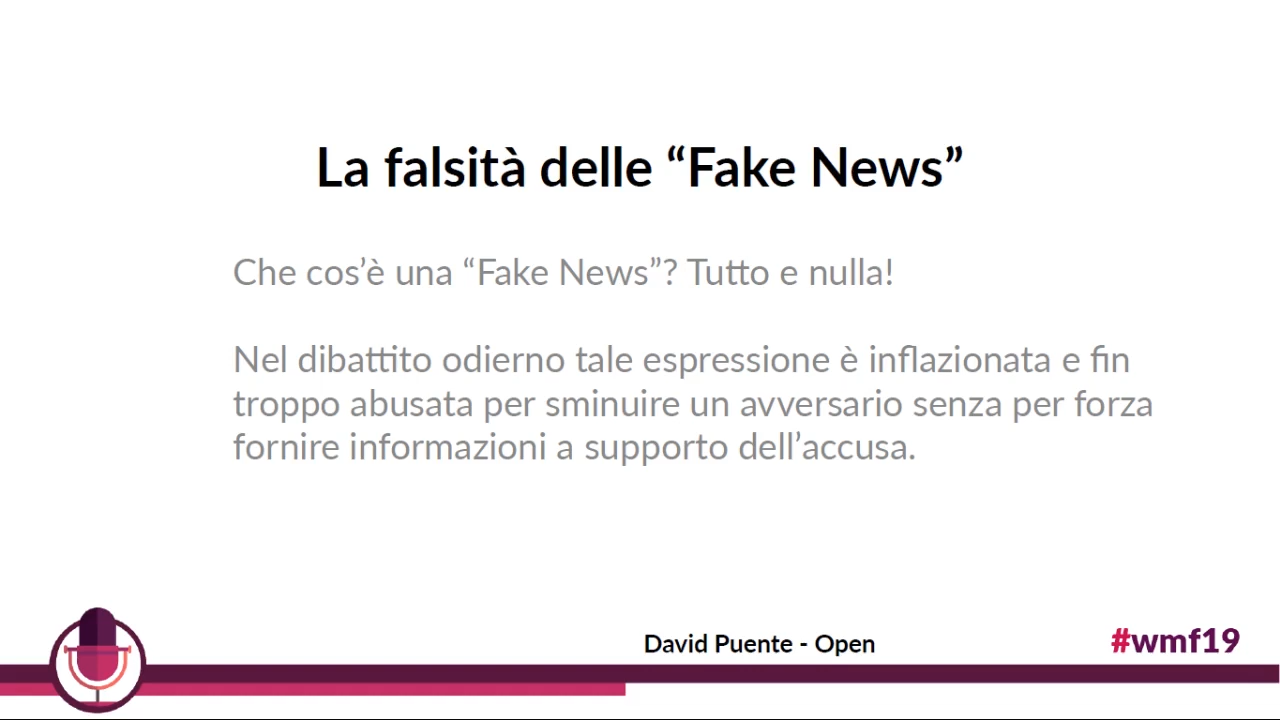 La falsità delle “Fake News”
Che cos’è una “Fake News”? Tutto e nulla!
Nel dibattito odierno tale espressione è inflazionata e fin
troppo abusata per sminuire un avversario senza per forza
fornire informazioni a supporto dell’accusa.
David Puente - Open
#wmf19